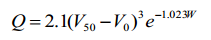 Q = 2.1(V₅₀ − V₀)³ e^{−1.023W}